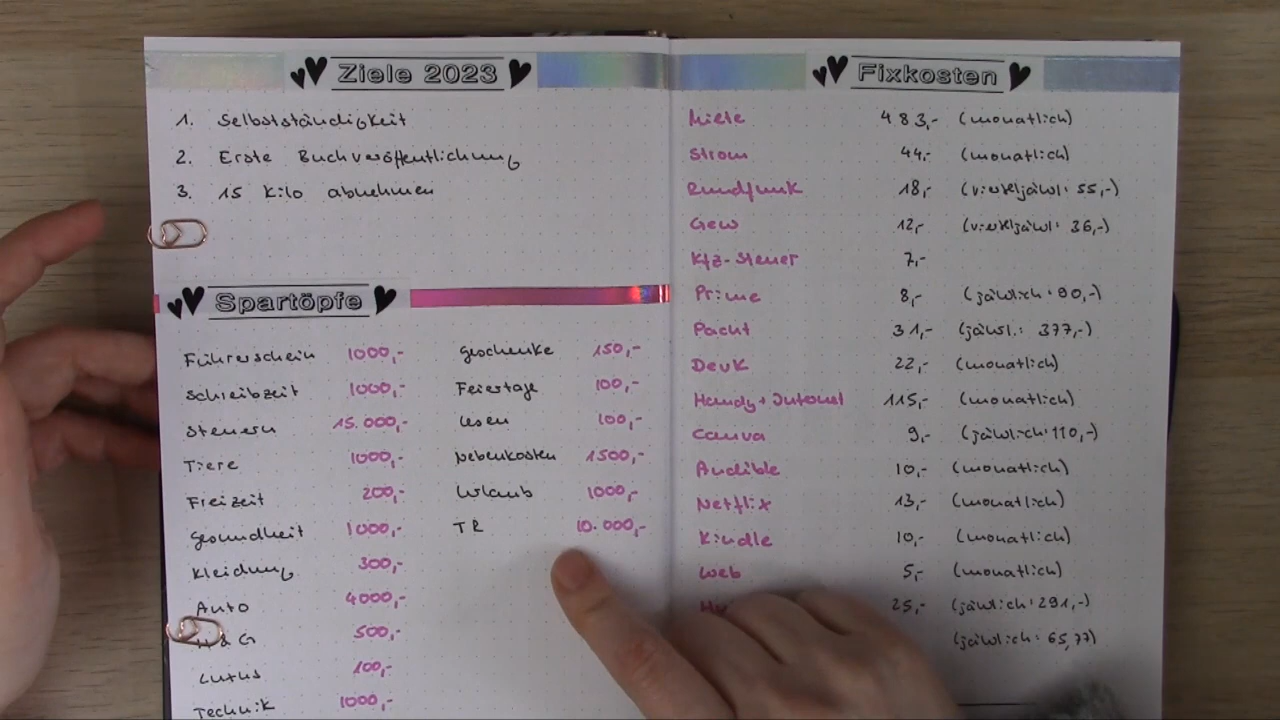 Ziele 2023
1. Selbstständigkeit
2. Erste Buchveröffentlichung
3. 15 Kilo abnehmen
Spartöpfe
Führerschein 1000,-
Schreibzeit 1000,-
Steuern 15.000,-
Tiere 1000,-
Freizeit 200,-
Gesundheit 1000,-
Kleidung 300,-
Auto 4000,-
& G 500,-
Luxus 100,-
Technik 1000,-
Geschenke 150,-
Feiertage 100,-
Lesen 100,-
Nebenkosten 1500,-
Urlaub 1000,-
TR 10.000,-
Fixkosten
Miete 483,- (monatlich)
Strom 44,- (monatlich)
Rundfunk 18,- (vierteljährl: 55,-)
Gew 12,- (vierteljährl: 36,-)
Kfz-Steuer 7,-
Prime 8,- (jährlich: 90,-)
Pacht 31,- (jährl.: 377,-)
Devk 22,- (monatlich)
Handy + Internet 115,- (monatlich)
Canva 9,- (jährlich: 110,-)
Audible 10,- (monatlich)
Netflix 13,- (monatlich)
Kindle 10,- (monatlich)
Web 5,- (monatlich)
25,- (jährlich: 291,-)
(jährlich: 65,77)